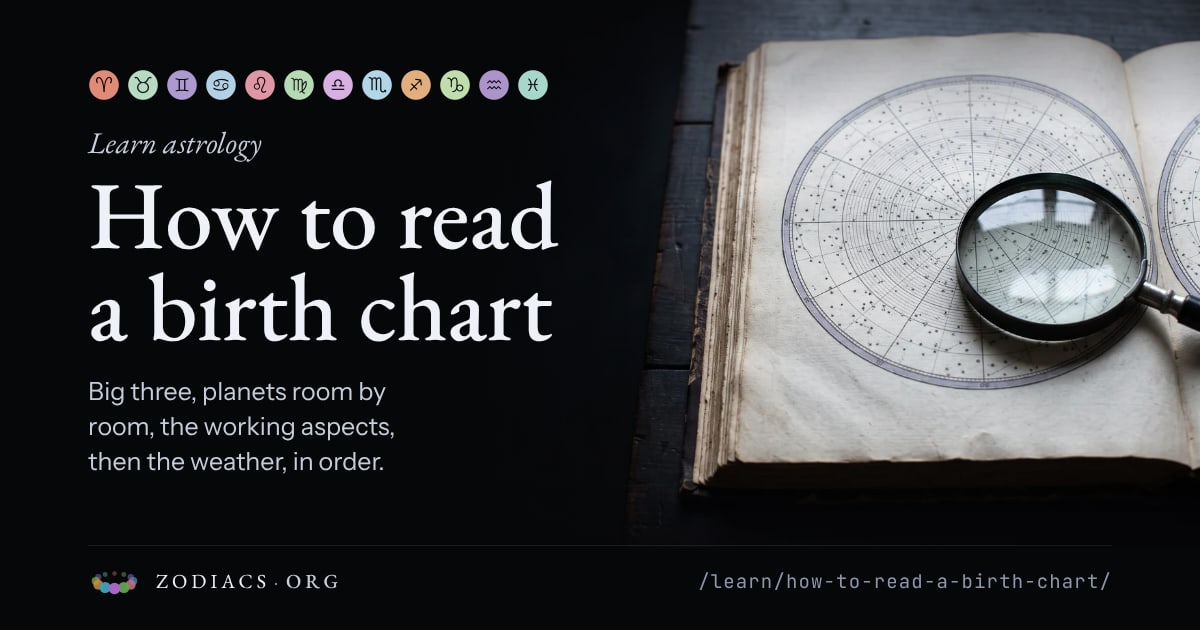 ♈ ♉ ♊ ♋ ♌ ♍ ♎ ♏ ♐ ♑ ♒ ♓
Learn astrology
How to read
a birth chart
Big three, planets room by
room, the working aspects,
then the weather, in order.
ZODIACS·ORG
/learn/how-to-read-a-birth-chart/